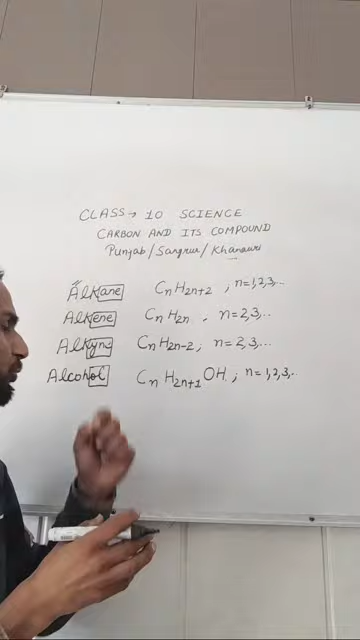 CLASS → 10 SCIENCE
CARBON AND ITS COMPOUND
Punjab/Sangrur/Khanauri
Alkane CnH2n+2 ; n=1,2,3,...
Alkene CnH2n . n=2,3,...
Alkyne CnH2n-2 ; n=2,3,...
Alcohol CnH2n+1OH ; n=1,2,3,..